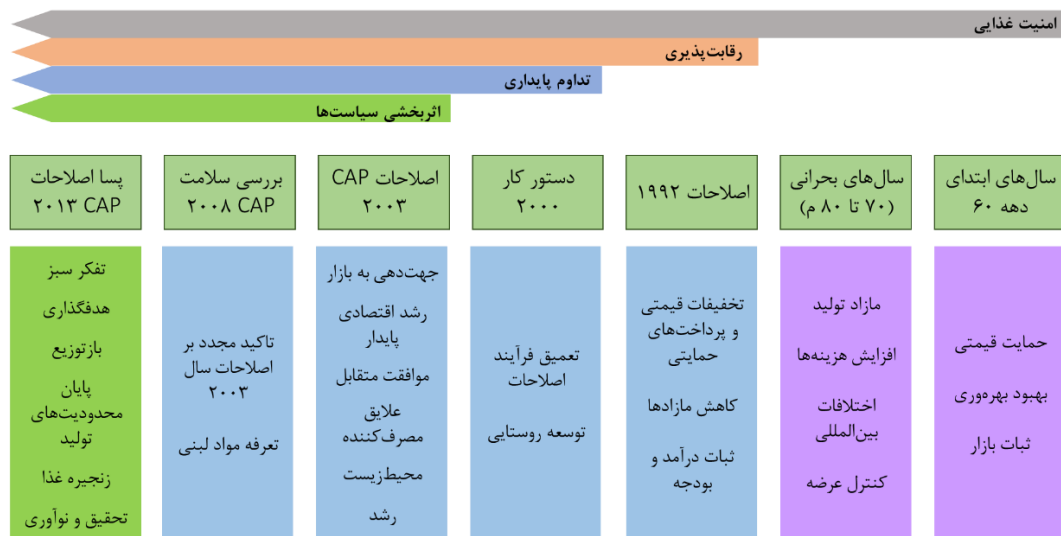 امنیت غذایی
رقابت‌پذیری
تداوم پایداری
اثربخشی سیاست‌ها
سال‌های ابتدای
دهه ۶۰
حمایت قیمتی
بهبود بهره‌وری
ثبات بازار
سال‌های بحرانی
(۷۰ تا ۸۰ م)
مازاد تولید
افزایش هزینه‌ها
اختلافات
بین‌المللی
کنترل عرضه
اصلاحات ۱۹۹۲
تخفیفات قیمتی
و پرداخت‌های
حمایتی
کاهش مازادها
ثبات درآمد و
بودجه
دستور کار
۲۰۰۰
تعمیق فرآیند
اصلاحات
توسعه روستایی
اصلاحات CAP
۲۰۰۳
جهت‌دهی به بازار
رشد اقتصادی
پایدار
موافقت متقابل
علایق
مصرف‌کننده
محیط‌زیست
رشد
بررسی سلامت
CAP ۲۰۰۸
تاکید مجدد بر
اصلاحات سال
۲۰۰۳
تعرفه مواد لبنی
پسا اصلاحات
CAP ۲۰۱۳
تفکر سبز
هدفگذاری
بازتوزیع
پایان
محدودیت‌های
تولید
زنجیره غذا
تحقیق و نوآوری